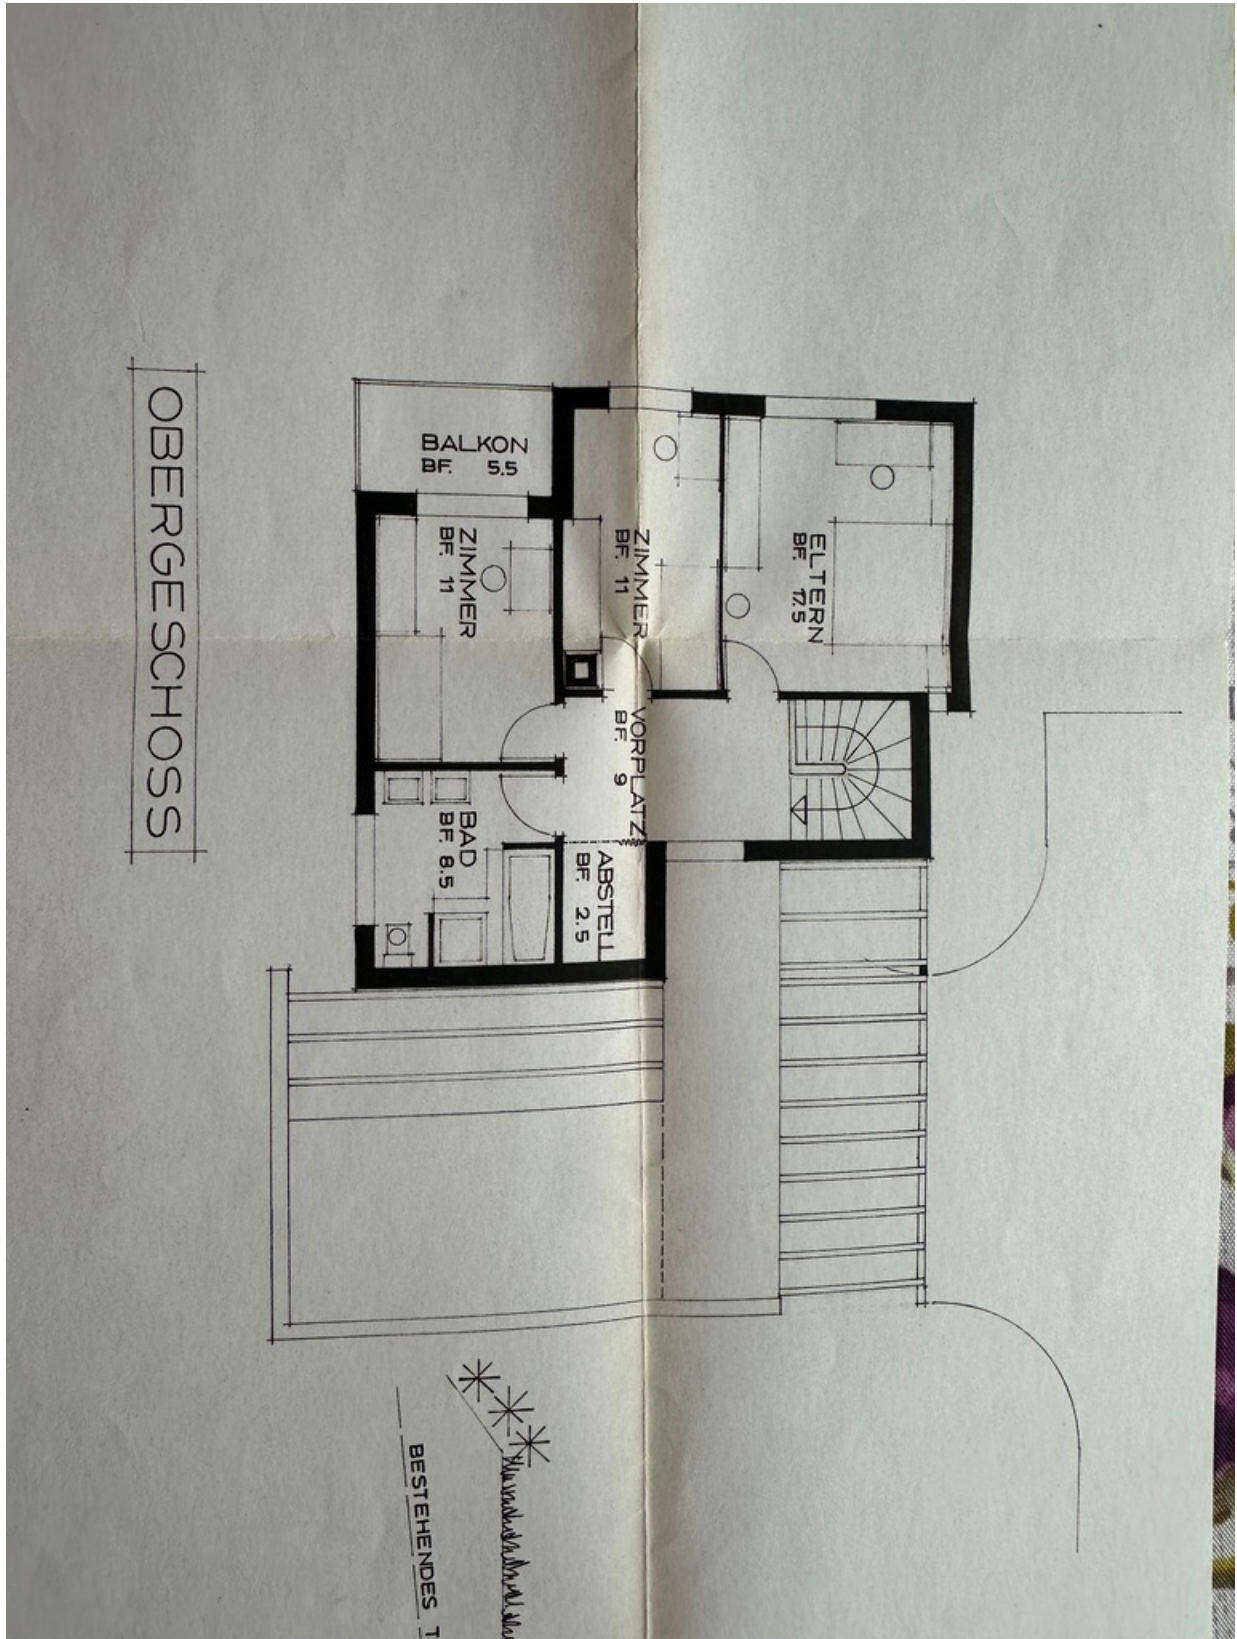 OBERGESCHOSS
BALKON
BF. 5.5
ZIMMER
BF. 11
ZIMMER
BF. 11
ELTERN
BF. 17.5
VORPLATZ
BF. 9
BAD
BF. 8.5
ABSTELL
BF. 2.5
BESTEHENDES T